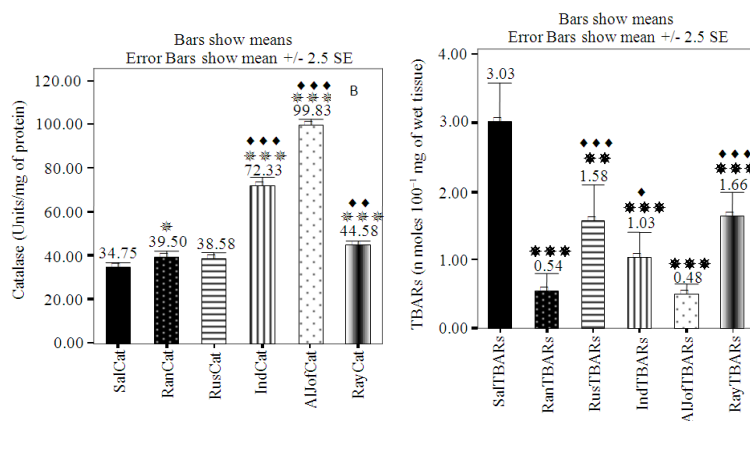 Bars show means
Error Bars show mean +/- 2.5 SE
B
Catalase (Units/mg of protein)
120.00
100.00
80.00
60.00
40.00
20.00
0.00
34.75
39.50
38.58
72.33
99.83
44.58
SalCat
RanCat
RusCat
IndCat
AlJofCat
RayCat
Bars show means
Error Bars show mean +/- 2.5 SE
TBARs (n moles 100⁻¹ mg of wet tissue)
4.00
3.00
2.00
1.00
0.00
3.03
0.54
1.58
1.03
0.48
1.66
SalTBARs
RanTBARs
RusTBARs
IndTBARs
AlJofTBARs
RayTBARs